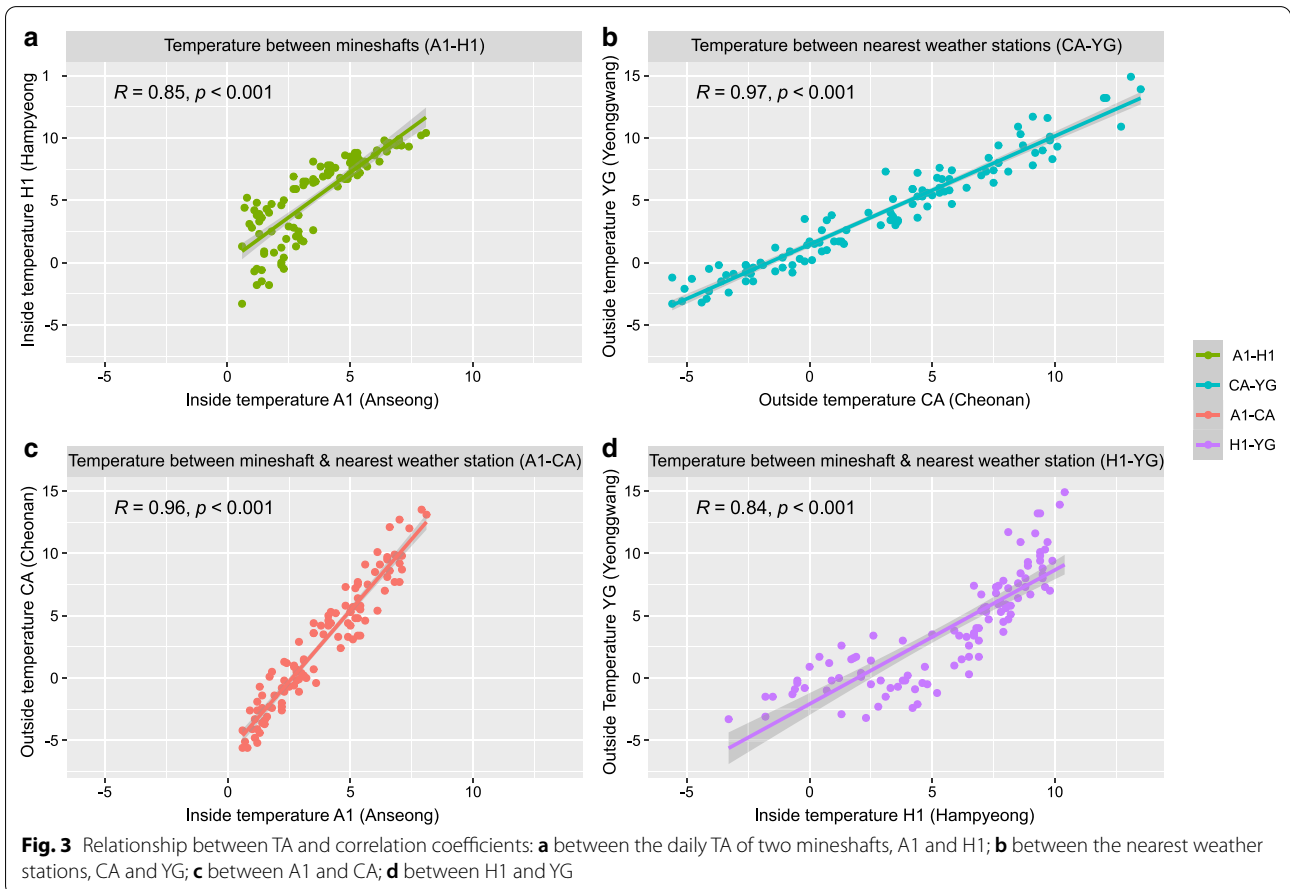 a
Temperature between mineshafts (A1-H1)
R = 0.85, p < 0.001
Inside temperature H1 (Hampyeong)
1
10
5
0
-5
-5 0 5 10
Inside temperature A1 (Anseong)
b
Temperature between nearest weather stations (CA-YG)
R = 0.97, p < 0.001
Outside temperature YG (Yeonggwang)
15
10
5
0
-5
-5 0 5 10
Outside temperature CA (Cheonan)
A1-H1
CA-YG
A1-CA
H1-YG
c
Temperature between mineshaft & nearest weather station (A1-CA)
R = 0.96, p < 0.001
Outside temperature CA (Cheonan)
15
10
5
0
-5
-5 0 5 10
Inside temperature A1 (Anseong)
d
Temperature between mineshaft & nearest weather station (H1-YG)
R = 0.84, p < 0.001
Outside Temperature YG (Yeonggwang)
15
10
5
0
-5
-5 0 5 10
Inside temperature H1 (Hampyeong)
Fig. 3 Relationship between TA and correlation coefficients: a between the daily TA of two mineshafts, A1 and H1; b between the nearest weather
stations, CA and YG; c between A1 and CA; d between H1 and YG